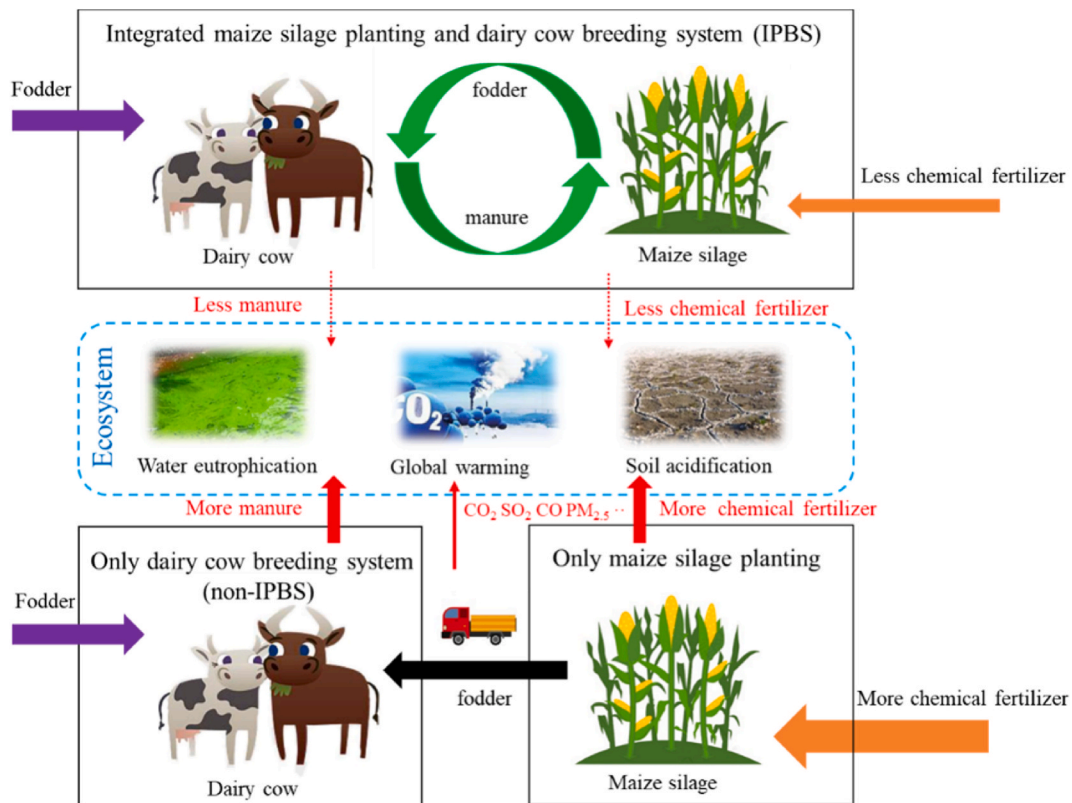 Integrated maize silage planting and dairy cow breeding system (IPBS)
Fodder
fodder
manure
Less chemical fertilizer
Dairy cow
Maize silage
Less manure
Less chemical fertilizer
Ecosystem
CO2
Water eutrophication
Global warming
Soil acidification
More manure
CO₂ SO₂ CO PM₂.₅ ··
More chemical fertilizer
Only dairy cow breeding system
(non-IPBS)
Only maize silage planting
Fodder
fodder
More chemical fertilizer
Dairy cow
Maize silage